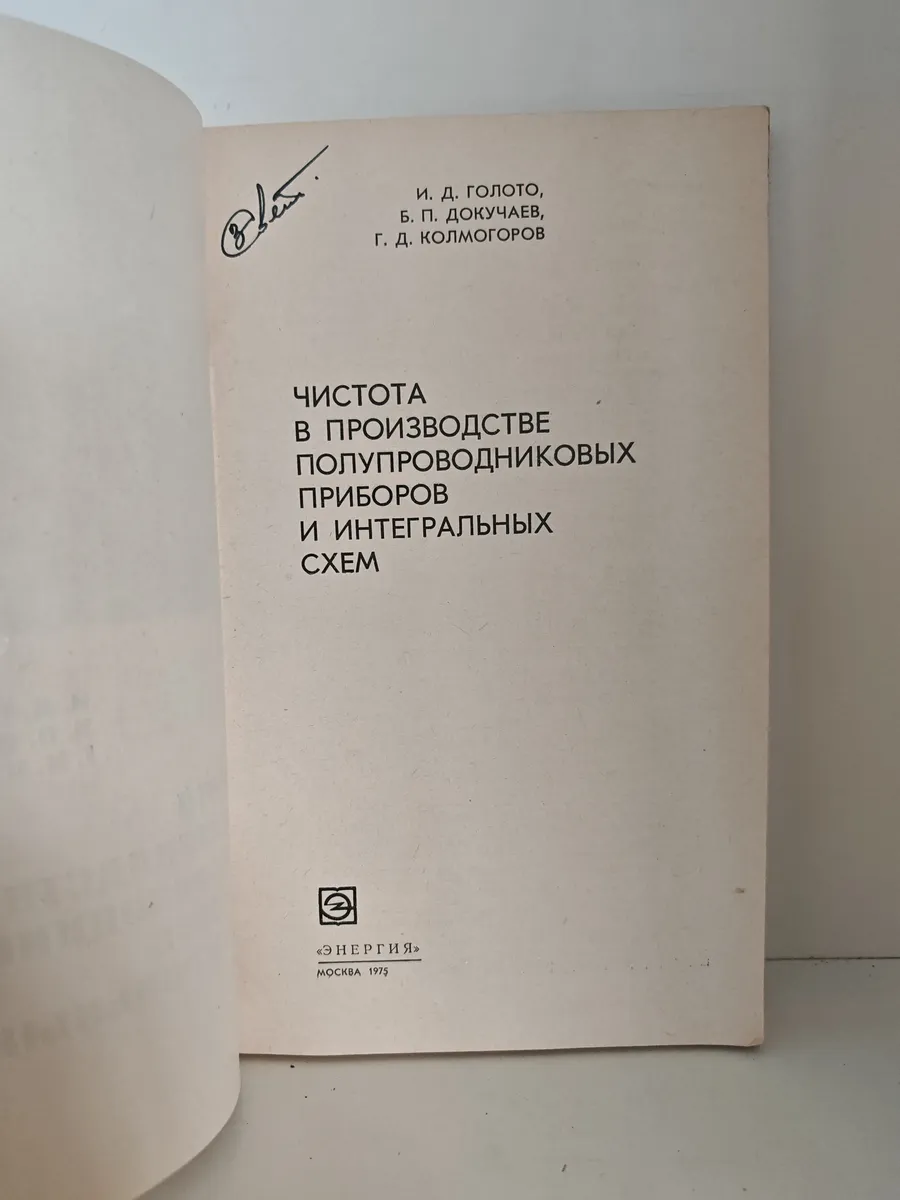 И. Д. ГОЛОТО,
Б. П. ДОКУЧАЕВ,
Г. Д. КОЛМОГОРОВ
ЧИСТОТА
В ПРОИЗВОДСТВЕ
ПОЛУПРОВОДНИКОВЫХ
ПРИБОРОВ
И ИНТЕГРАЛЬНЫХ
СХЕМ
«ЭНЕРГИЯ»
МОСКВА 1975